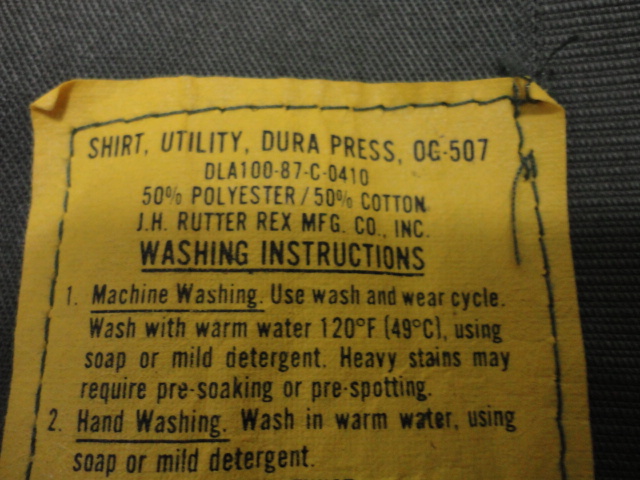 SHIRT, UTILITY, DURA PRESS, OG-507
DLA100-87-C-0410
50% POLYESTER / 50% COTTON
J.H. RUTTER REX MFG. CO., INC.
WASHING INSTRUCTIONS
1. Machine Washing. Use wash and wear cycle.
Wash with warm water 120°F (49°C), using
soap or mild detergent. Heavy stains may
require pre-soaking or pre-spotting.
2. Hand Washing. Wash in warm water, using
soap or mild detergent.